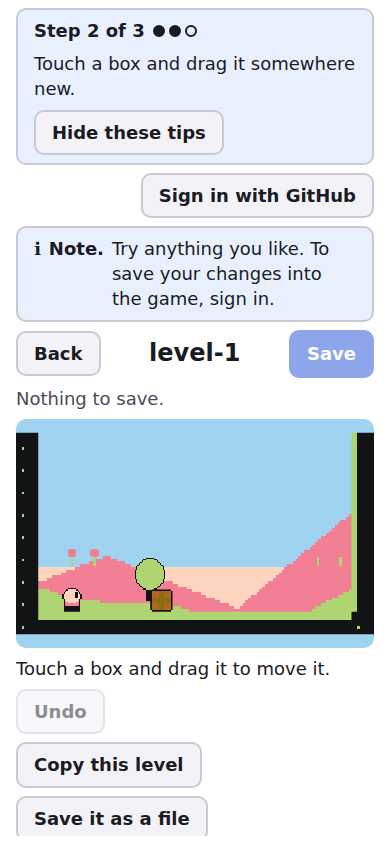 Step 2 of 3
Touch a box and drag it somewhere
new.
Hide these tips
Sign in with GitHub
ℹ Note. Try anything you like. To
save your changes into
the game, sign in.
Back
level-1
Save
Nothing to save.
Touch a box and drag it to move it.
Undo
Copy this level
Save it as a file